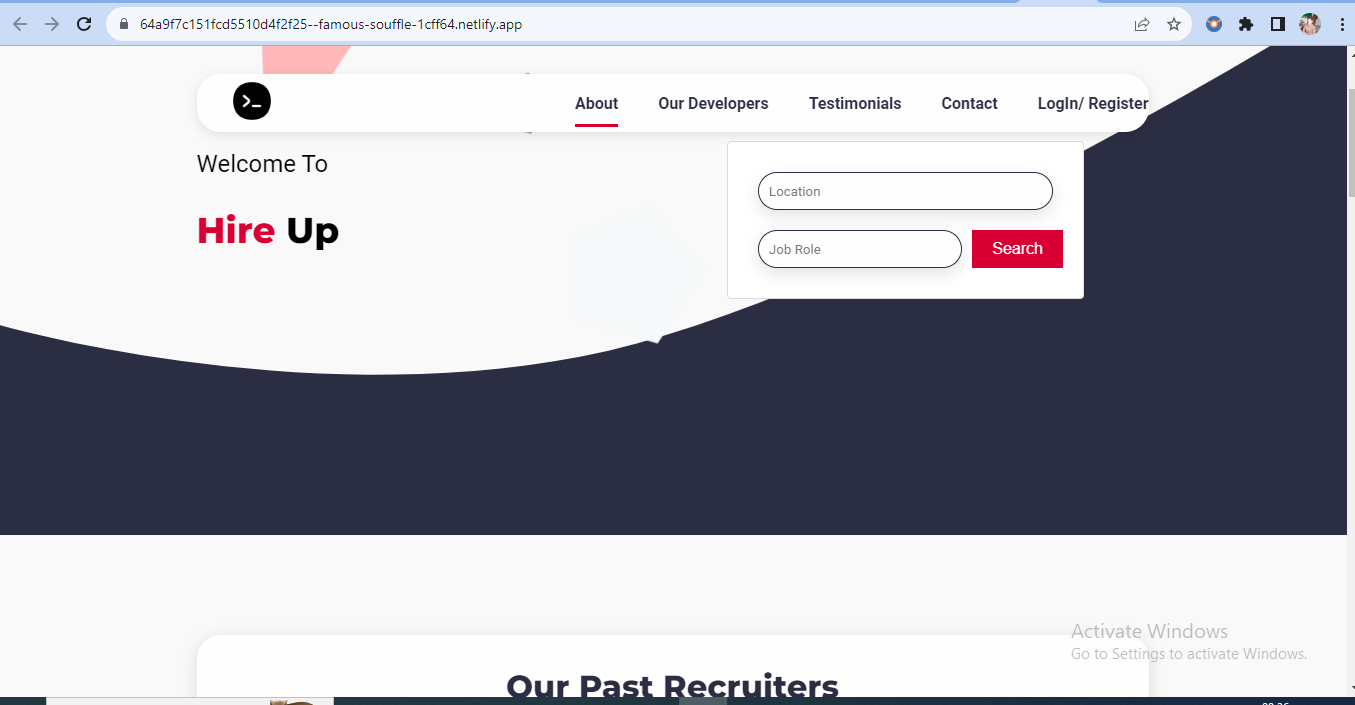 64a9f7c151fcd5510d4f2f25--famous-souffle-1cff64.netlify.app
>_
About Our Developers Testimonials Contact LogIn/ Register
Welcome To
Hire Up
Location
Job Role
Search
Our Past Recruiters
Activate Windows
Go to Settings to activate Windows.